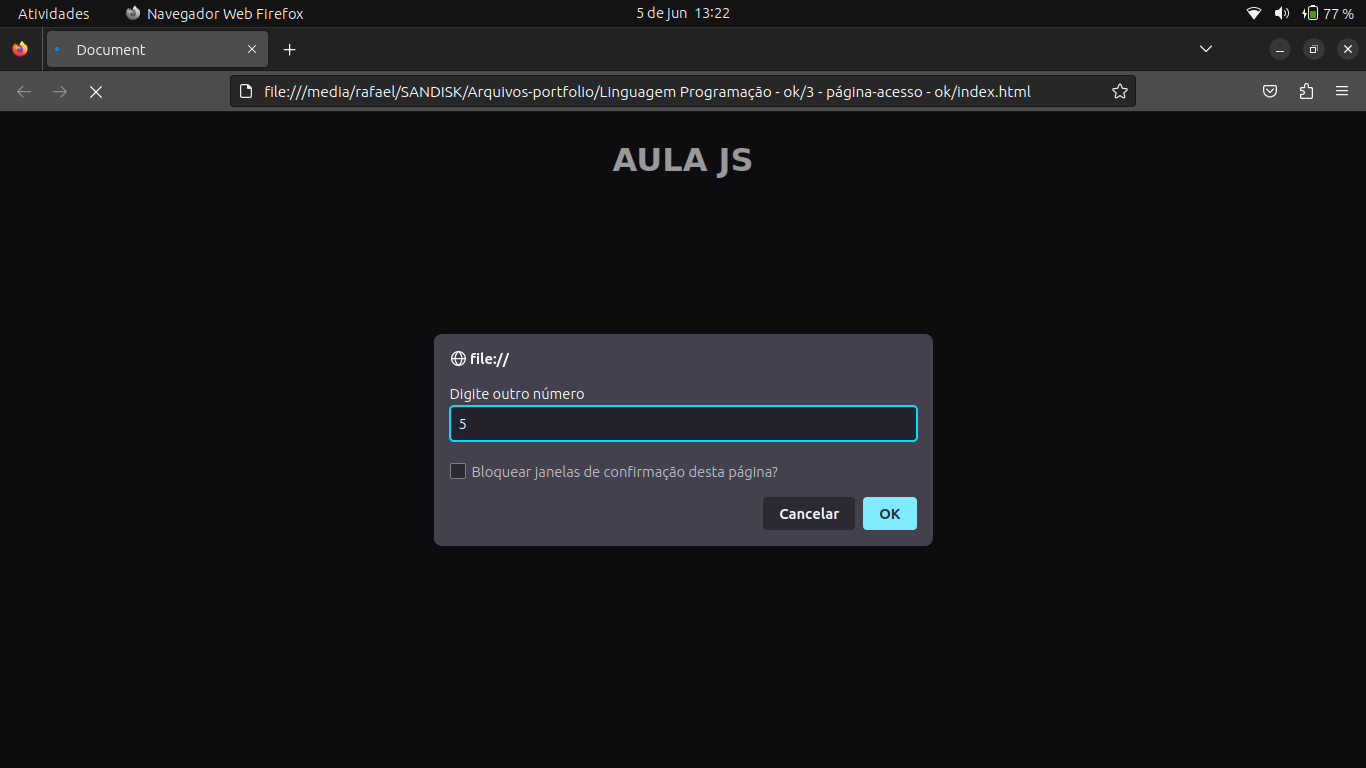 Atividades
Navegador Web Firefox
5 de jun 13:22
77 %
Document
file:///media/rafael/SANDISK/Arquivos-portfolio/Linguagem Programação - ok/3 - página-acesso - ok/index.html
AULA JS
file://
Digite outro número
5
Bloquear janelas de confirmação desta página?
Cancelar
OK